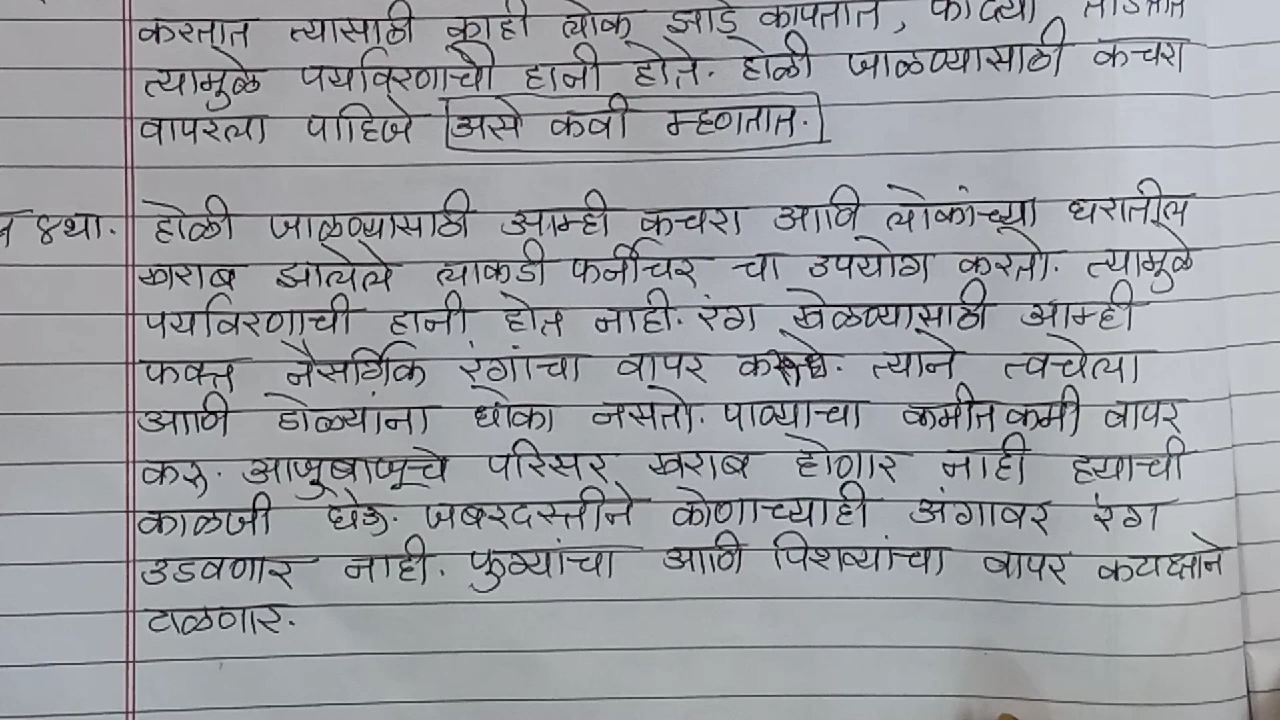 करतात त्यासाठी काही लोक झाडे कापतात, फांद्या तोडतात
त्यामुळे पर्यावरणाची हानी होते. होळी जाळण्यासाठी कचरा
वापरला पाहिजे असे कवी म्हणतात.
४था. होळी जाळण्यासाठी आम्ही कचरा आणि लोकांच्या घरातील
खराब झालेले लाकडी फर्नीचर चा उपयोग करतो. त्यामुळे
पर्यावरणाची हानी होत नाही. रंग खेळण्यासाठी आम्ही
फक्त नैसर्गिक रंगांचा वापर
त्याने त्वचेला
आणि डोळ्यांना धोका नसतो. पाण्याचा कमीत कमी वापर
करू. आजुबाजूचे परिसर खराब होणार नाही ह्याची
काळजी घेऊ. जबरदस्तीने कोणाच्याही अंगावर रंग
उडवणार नाही. फुग्यांचा आणि पिशव्यांचा वापर कटाक्षाने
टाळणार.